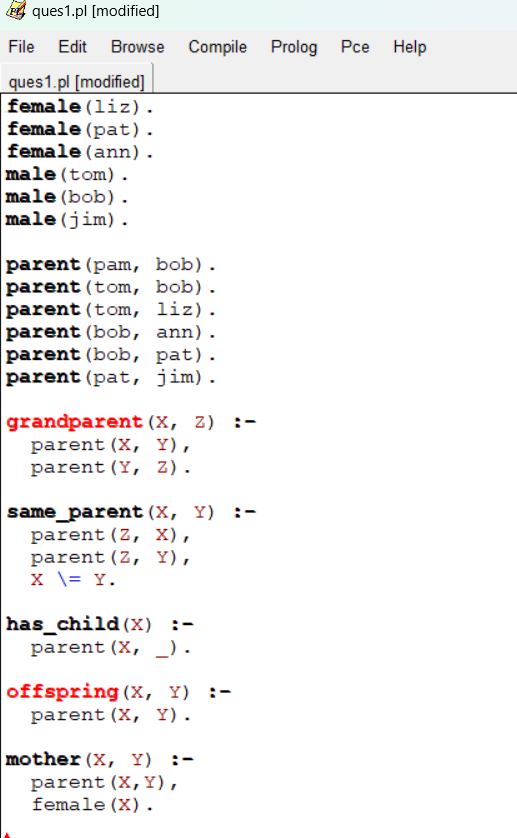 ques1.pl [modified]
File Edit Browse Compile Prolog Pce Help
ques1.pl [modified]
female(liz).
female(pat).
female(ann).
male(tom).
male(bob).
male(jim).
parent(pam, bob).
parent(tom, bob).
parent(tom, liz).
parent(bob, ann).
parent(bob, pat).
parent(pat, jim).
grandparent(X, Z) :-
  parent(X, Y),
  parent(Y, Z).
same_parent(X, Y) :-
  parent(Z, X),
  parent(Z, Y),
  X \= Y.
has_child(X) :-
  parent(X, _).
offspring(X, Y) :-
  parent(X, Y).
mother(X, Y) :-
  parent(X,Y),
  female(X).